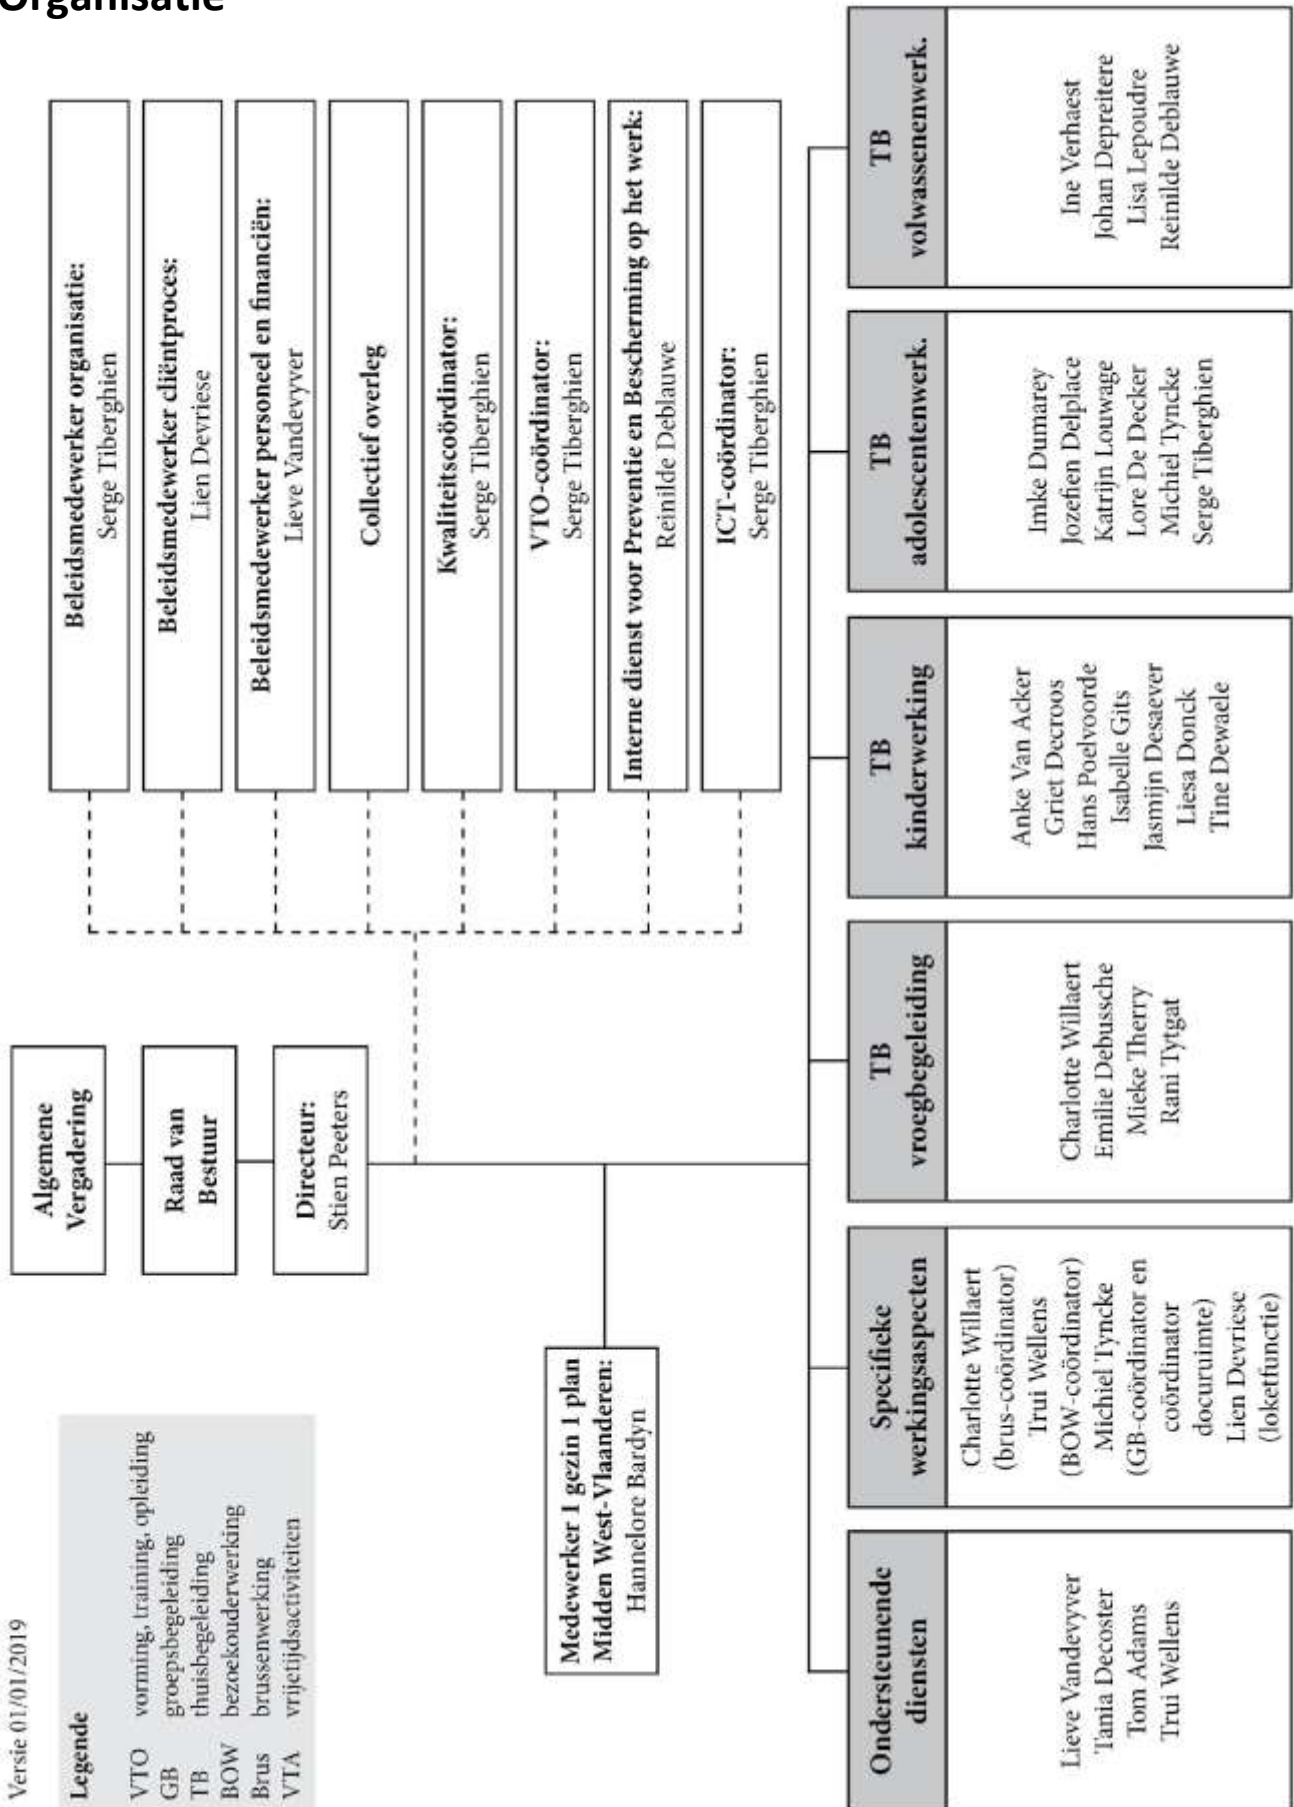 Organisatie
Versie 01/01/2019
Legende
VTO vorming, training, opleiding
GB groepsbegeleiding
TB thuisbegeleiding
BOW bezoekouderwerking
Brus brussenwerking
VTA vrijetijdsactiviteiten
Algemene
Vergadering
Raad van
Bestuur
Directeur:
Stien Peeters
Beleidsmedewerker organisatie:
Serge Tiberghien
Beleidsmedewerker cliëntproces:
Lien Devriese
Beleidsmedewerker personeel en financiën:
Lieve Vandevyver
Collectief overleg
Kwaliteitscoördinator:
Serge Tiberghien
VTO-coördinator:
Serge Tiberghien
Interne dienst voor Preventie en Bescherming op het werk:
Reinilde Deblauwe
ICT-coördinator:
Serge Tiberghien
Medewerker 1 gezin 1 plan
Midden West-Vlaanderen:
Hannelore Bardyn
Ondersteunende
diensten
Lieve Vandevyver
Tania Decoster
Tom Adams
Trui Wellens
Specifieke
werkingsaspecten
Charlotte Willaert
(brus-coördinator)
Trui Wellens
(BOW-coördinator)
Michiel Tyncke
(GB-coördinator en
coördinator
docuruimte)
Lien Devriese
(loketfunctie)
TB
vroegbegeleiding
Charlotte Willaert
Emilie Debussche
Mieke Therry
Rani Tytgat
TB
kinderwerking
Anke Van Acker
Griet Decroos
Hans Poelvoorde
Isabelle Gits
Jasmijn Desaever
Liesa Donck
Tine Dewaele
TB
adolescentenwerk.
Imke Dumarey
Jozefien Delplace
Katrijn Louwage
Lore De Decker
Michiel Tyncke
Serge Tiberghien
TB
volwassenenwerk.
Ine Verhaest
Johan Depreitere
Lisa Lepoudre
Reinilde Deblauwe